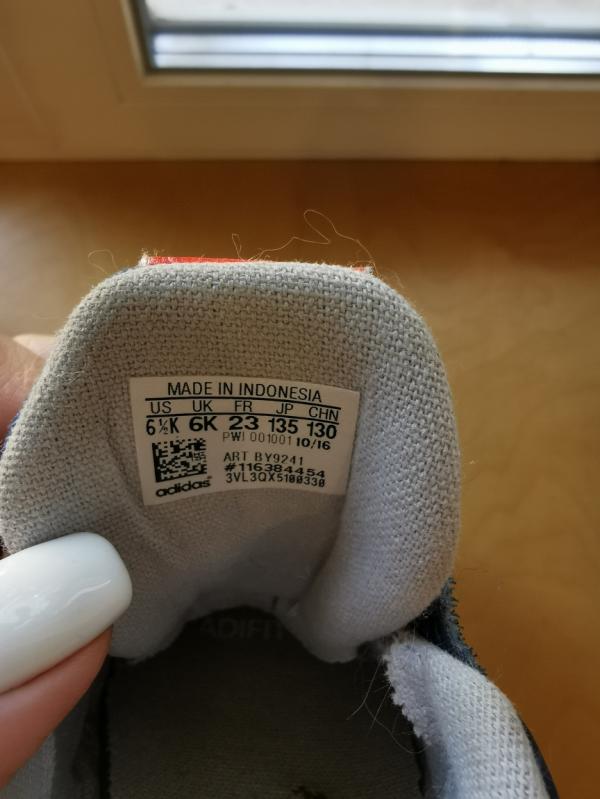 MADE IN INDONESIA
US UK FR JP CHN
6½K 6K 23 135 130
PWI 001001 10/16
ART BY9241
#116384454
3VL3QX5100330
adidas
ADIFIT